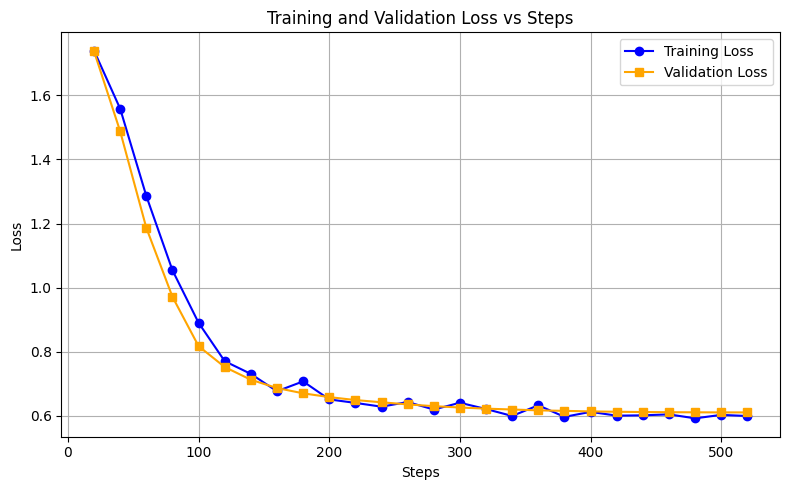 Training and Validation Loss vs Steps
Training Loss
Validation Loss
Loss
1.6
1.4
1.2
1.0
0.8
0.6
0
100
200
300
400
500
Steps